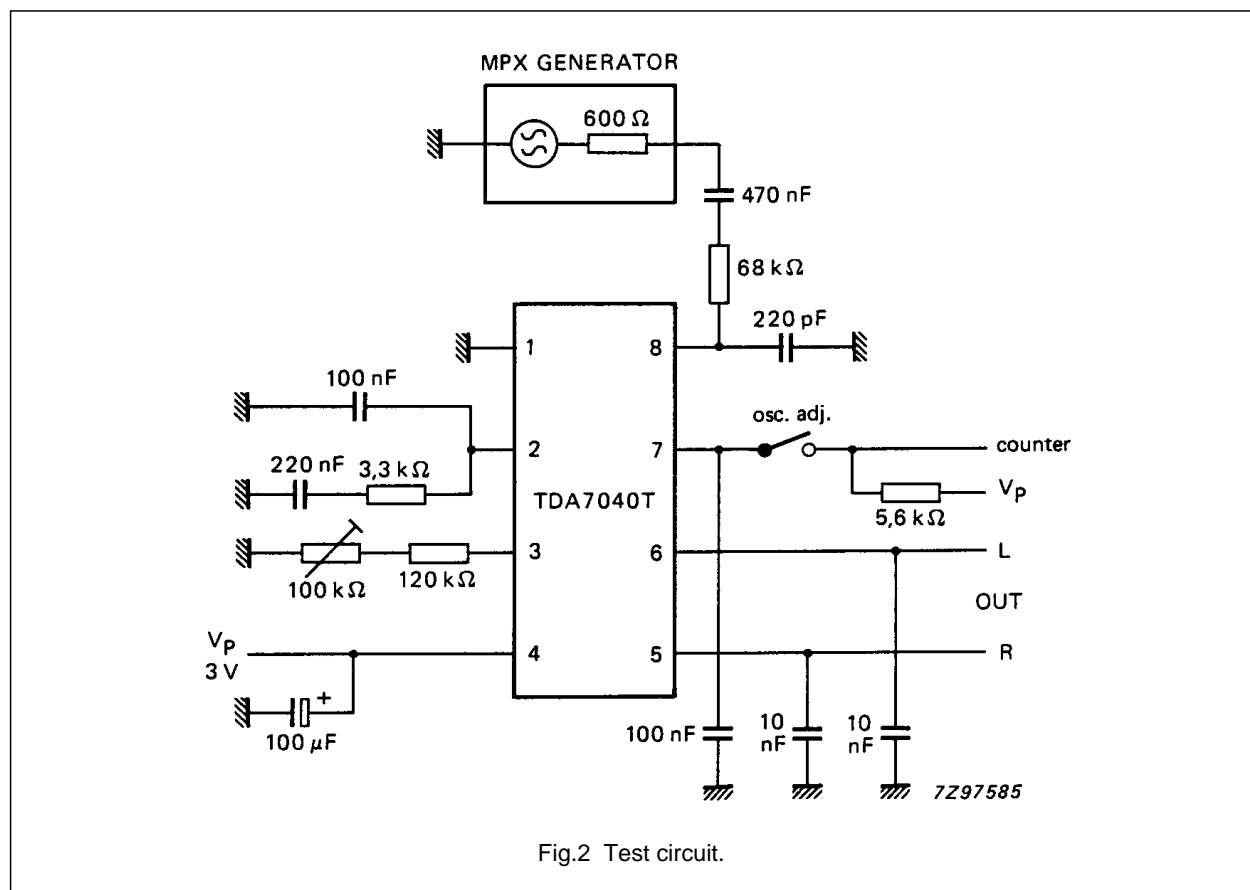 MPX GENERATOR
600 Ω
470 nF
68 kΩ
220 pF
1
8
100 nF
osc. adj.
counter
2
7
220 nF
3,3 kΩ
TDA7040T
Vp
5,6 kΩ
3
6
L
100 kΩ
120 kΩ
OUT
Vp
3 V
4
5
R
+
100 µF
100 nF
10
nF
10
nF
7Z97585
Fig.2 Test circuit.